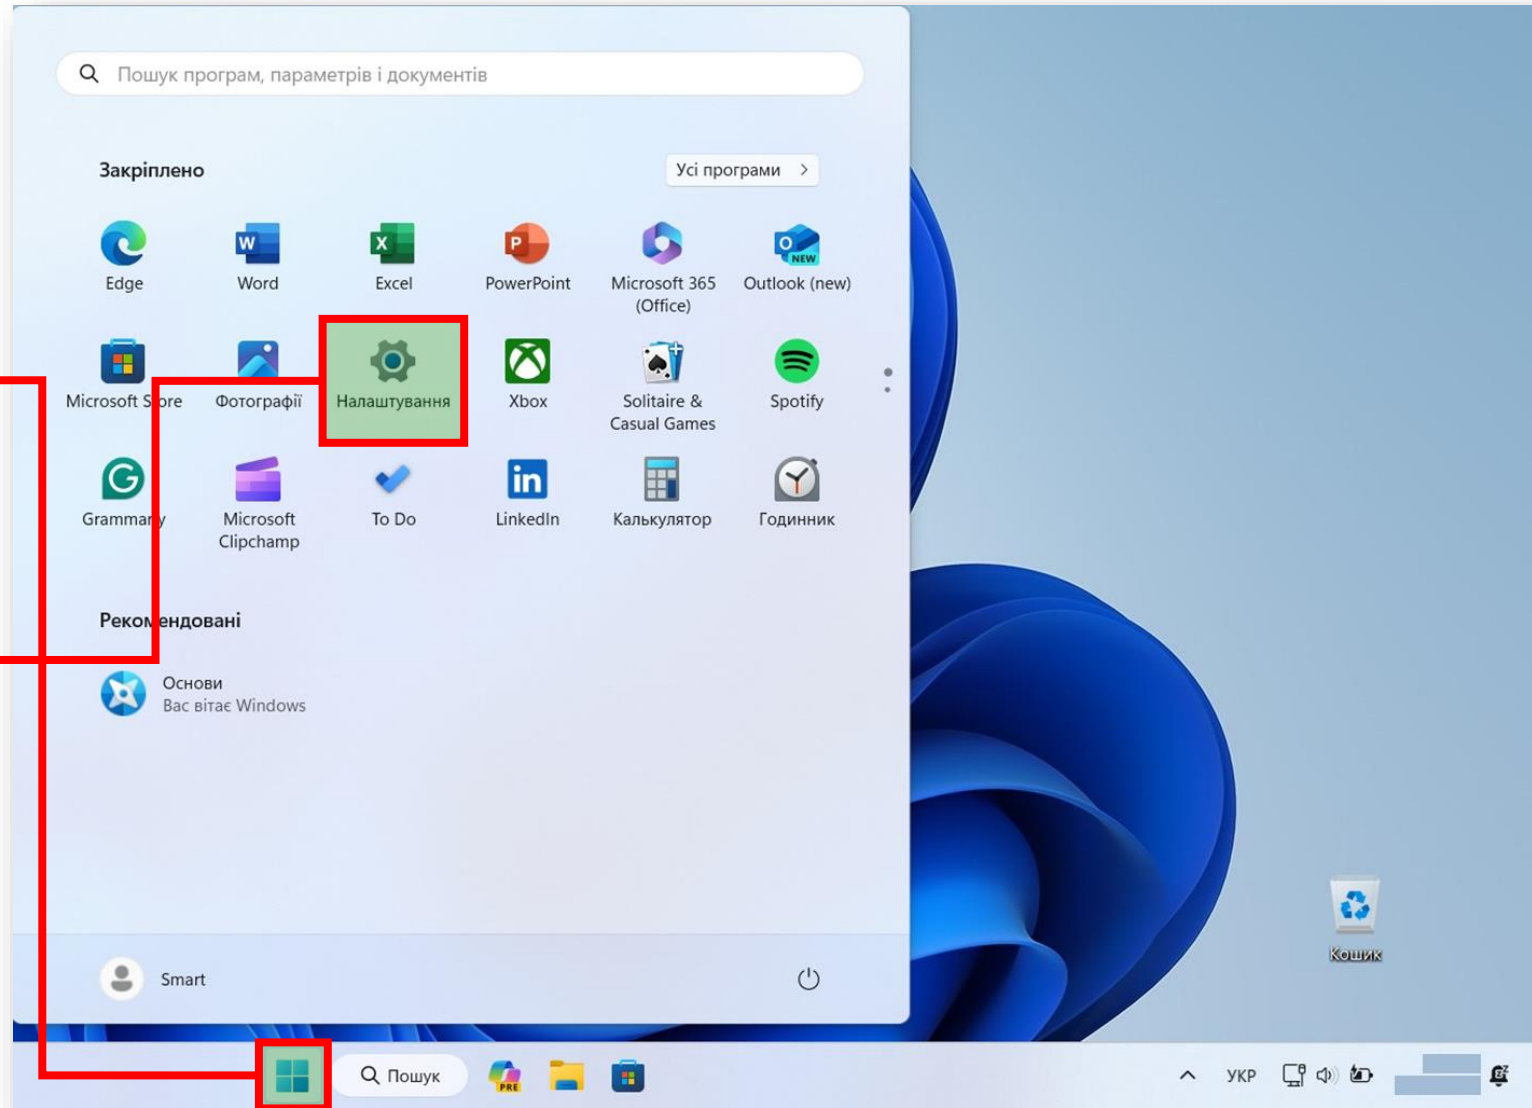 Пошук програм, параметрів і документів
Закріплено
Усі програми
Edge
Word
Excel
PowerPoint
Microsoft 365
(Office)
Outlook (new)
NEW
Microsoft Store
Фотографії
Налаштування
Xbox
Solitaire &
Casual Games
Spotify
Grammarly
Microsoft
Clipchamp
To Do
LinkedIn
Калькулятор
Годинник
Рекомендовані
Основи
Вас вітає Windows
Smart
Кошик
Пошук
PRE
УКР